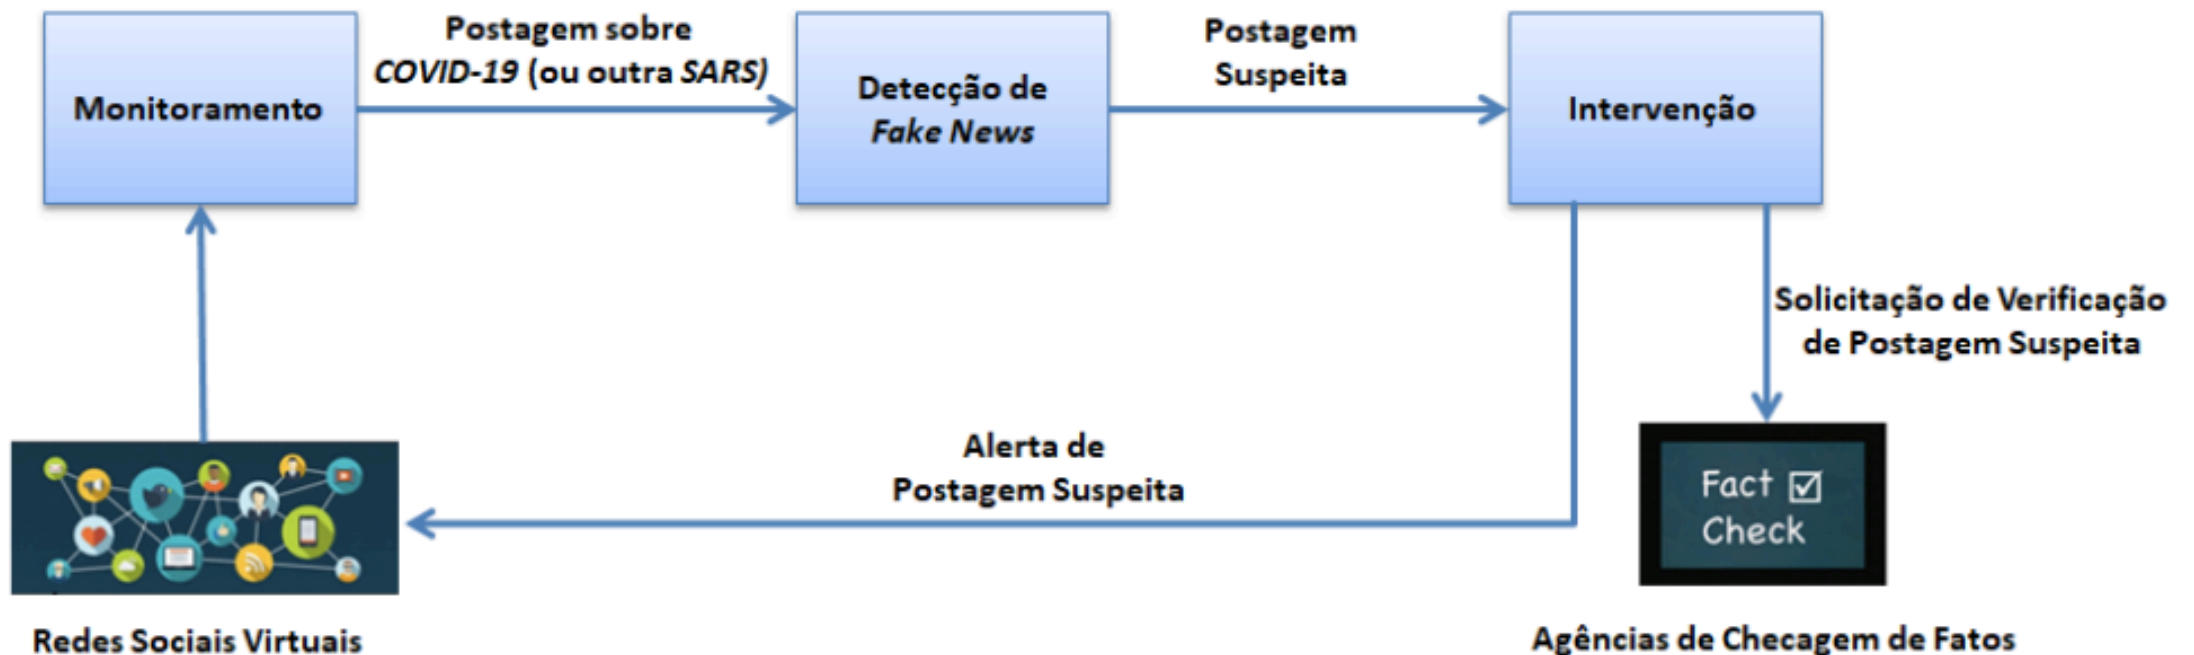 Monitoramento
Postagem sobre
COVID-19 (ou outra SARS)
Detecção de
Fake News
Postagem
Suspeita
Intervenção
Solicitação de Verificação
de Postagem Suspeita
Alerta de
Postagem Suspeita
Fact ☑
Check
Redes Sociais Virtuais
Agências de Checagem de Fatos